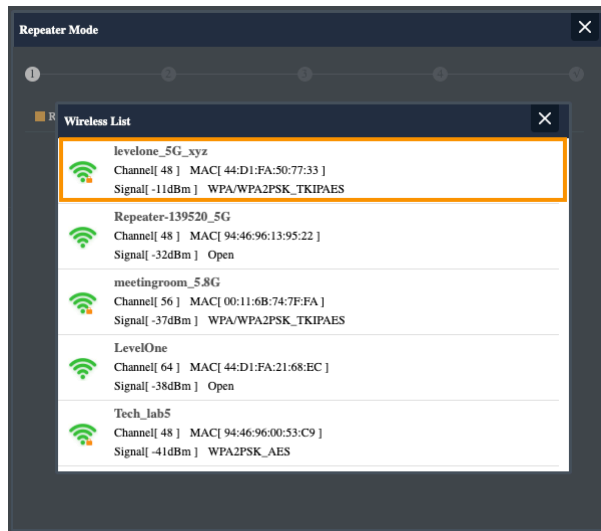 Repeater Mode
1 2 3 4
R
Wireless List
levelone_5G_xyz
Channel[ 48 ] MAC[ 44:D1:FA:50:77:33 ]
Signal[ -11dBm ] WPA/WPA2PSK_TKIPAES
Repeater-139520_5G
Channel[ 48 ] MAC[ 94:46:96:13:95:22 ]
Signal[ -32dBm ] Open
meetingroom_5.8G
Channel[ 56 ] MAC[ 00:11:6B:74:7F:FA ]
Signal[ -37dBm ] WPA/WPA2PSK_TKIPAES
LevelOne
Channel[ 64 ] MAC[ 44:D1:FA:21:68:EC ]
Signal[ -38dBm ] Open
Tech_lab5
Channel[ 48 ] MAC[ 94:46:96:00:53:C9 ]
Signal[ -41dBm ] WPA2PSK_AES